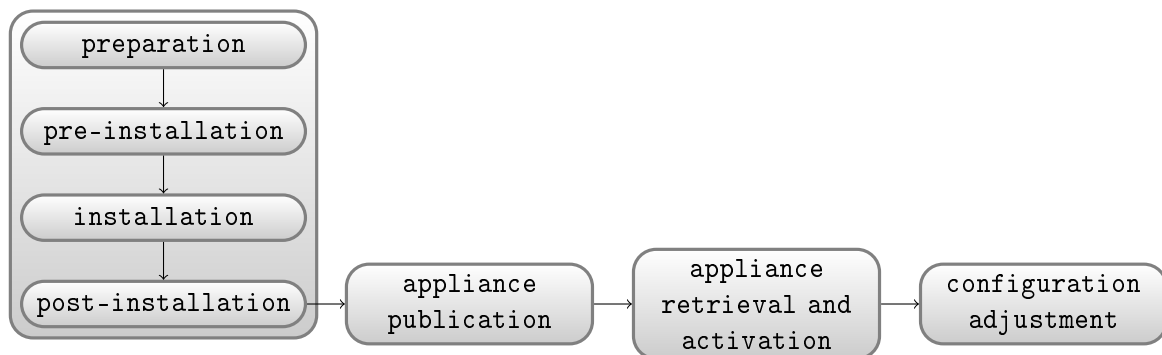 preparation
pre-installation
installation
post-installation
appliance
publication
appliance
retrieval and
activation
configuration
adjustment